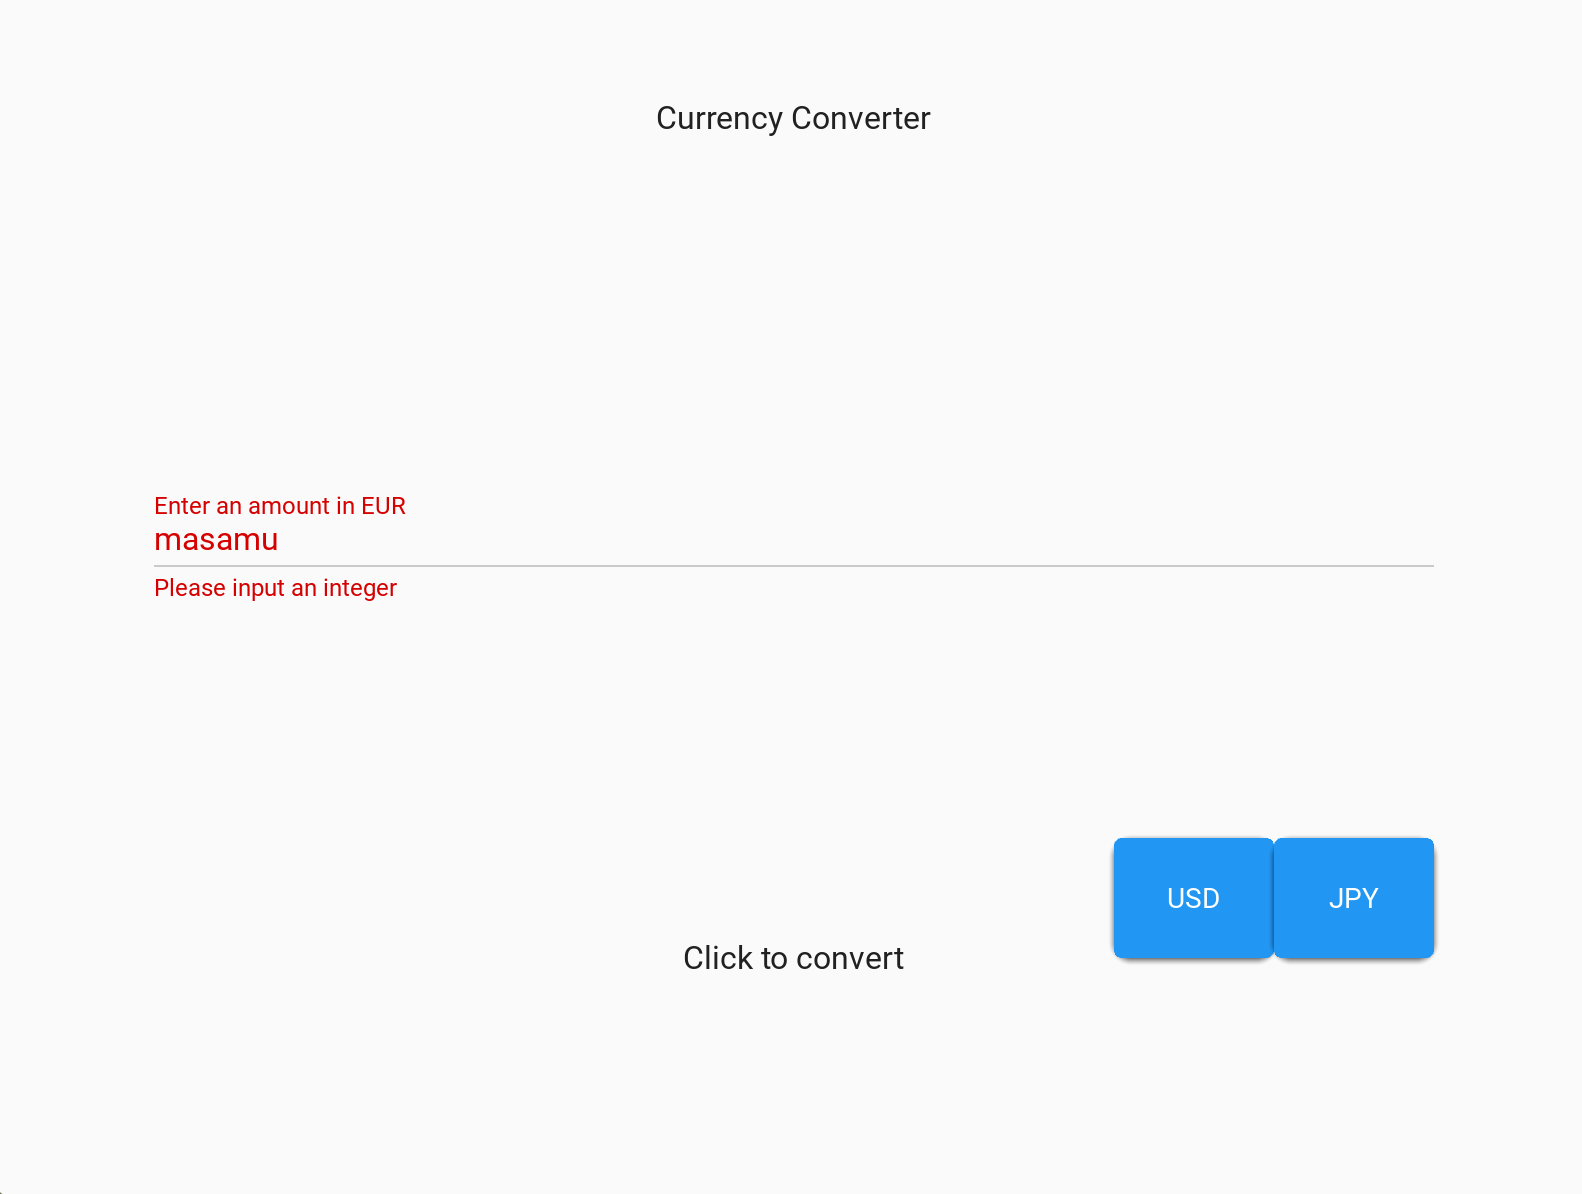 Currency Converter
Enter an amount in EUR
masamu
Please input an integer
USD
JPY
Click to convert